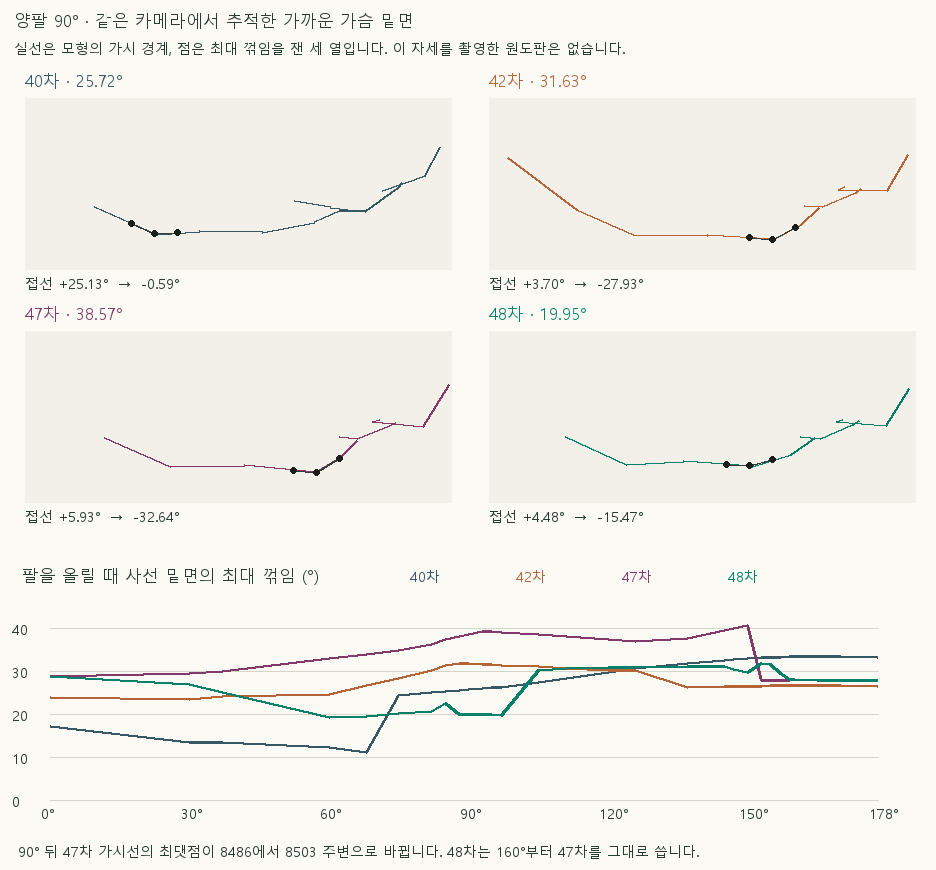 양팔 90° · 같은 카메라에서 추적한 가까운 가슴 밑면
실선은 모형의 가시 경계, 점은 최대 꺾임을 잰 세 열입니다. 이 자세를 촬영한 원도판은 없습니다.
40차 · 25.72°
42차 · 31.63°
접선 +25.13° → -0.59°
접선 +3.70° → -27.93°
47차 · 38.57°
48차 · 19.95°
접선 +5.93° → -32.64°
접선 +4.48° → -15.47°
팔을 올릴 때 사선 밑면의 최대 꺾임 (°)
40차 42차 47차 48차
40
30
20
10
0
0° 30° 60° 90° 120° 150° 178°
90° 뒤 47차 가시선의 최댓점이 8486에서 8503 주변으로 바뀝니다. 48차는 160°부터 47차를 그대로 씁니다.